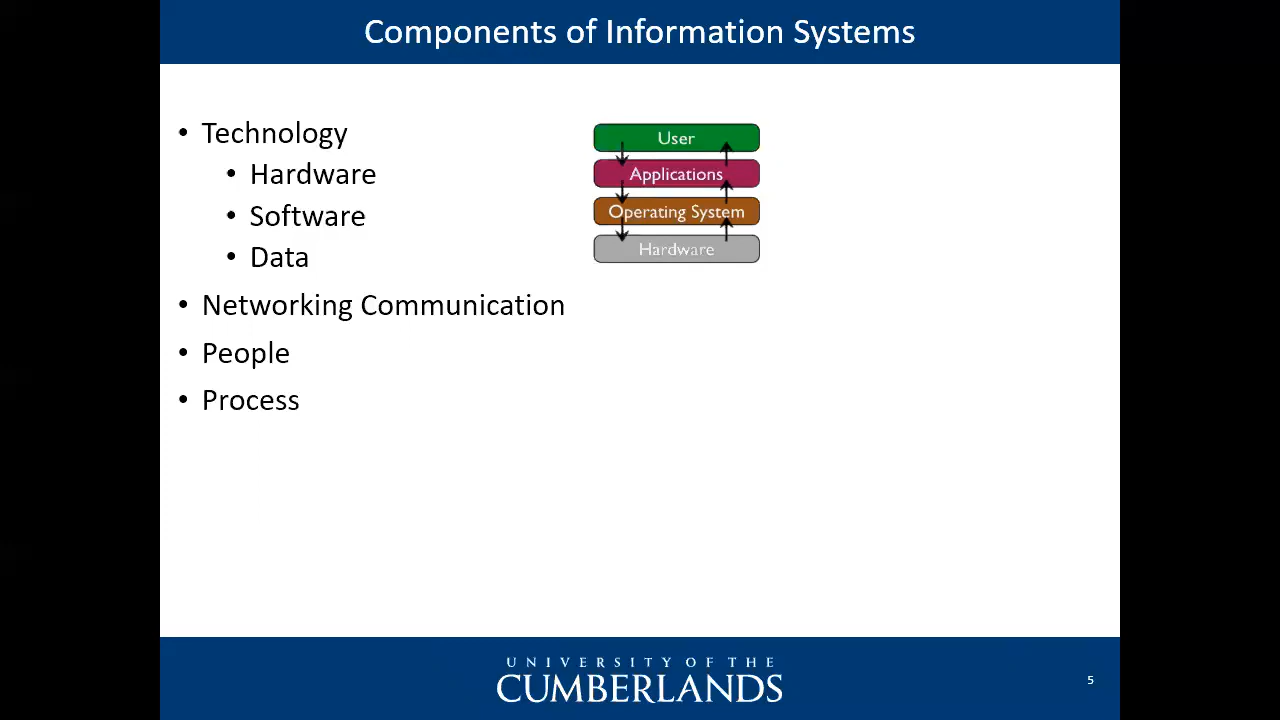 Components of Information Systems
• Technology
• Hardware
• Software
• Data
• Networking Communication
• People
• Process
User
Applications
Operating System
Hardware
UNIVERSITY OF THE
CUMBERLANDS
5